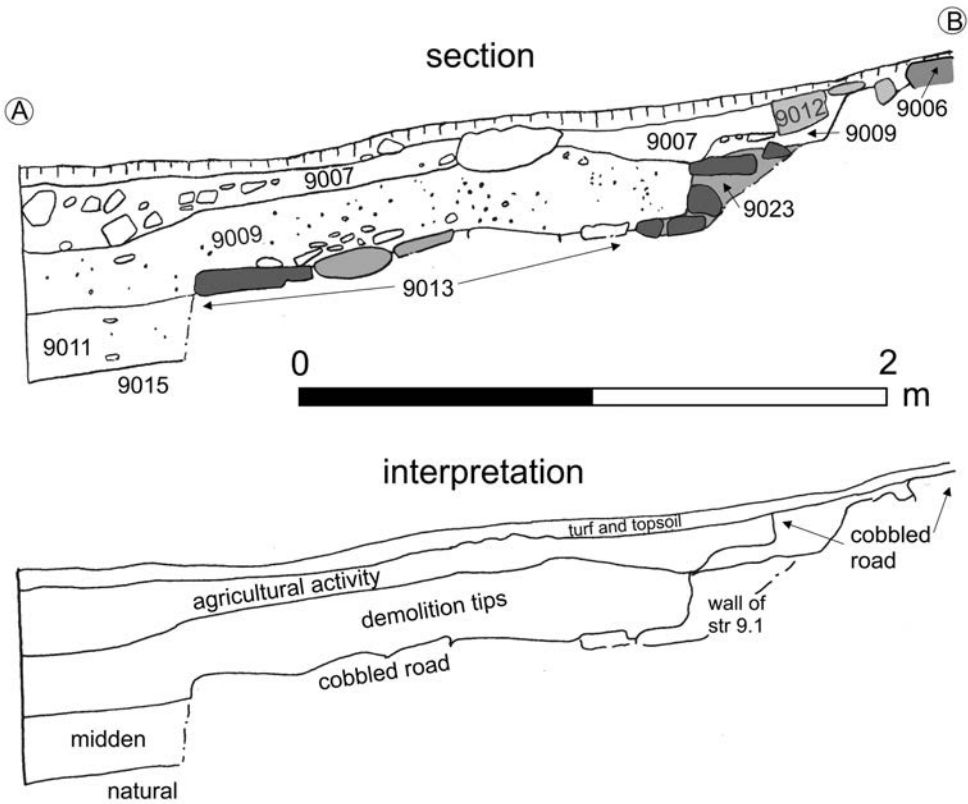 B
section
A
9006
9012
9007
9009
9007
9023
9009
9013
9011
9015
0
2
m
interpretation
turf and topsoil
cobbled
road
agricultural activity
demolition tips
wall of
str 9.1
cobbled road
midden
natural